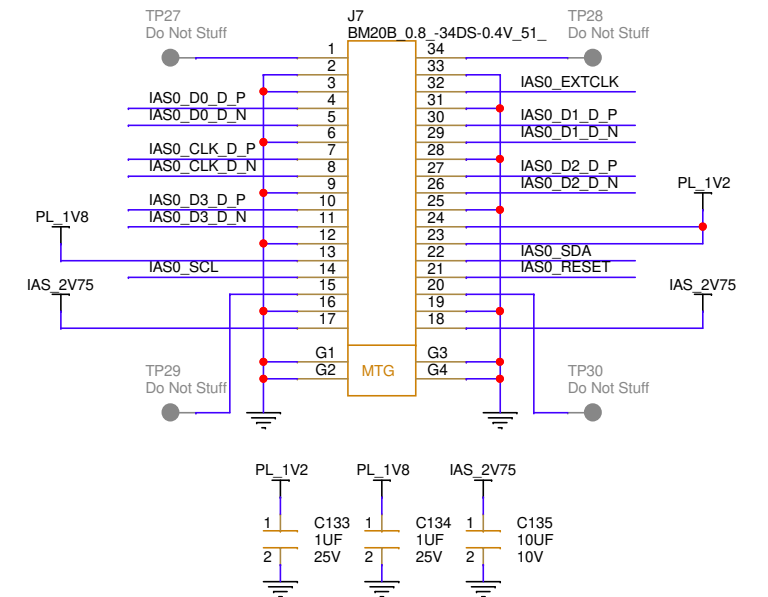 TP27
Do Not Stuff
J7
BM20B_0.8_-34DS-0.4V_51_
TP28
Do Not Stuff
1 34
2 33
3 32 IAS0_EXTCLK
IAS0_D0_D_P 4 31
IAS0_D0_D_N 5 30 IAS0_D1_D_P
6 29 IAS0_D1_D_N
IAS0_CLK_D_P 7 28
IAS0_CLK_D_N 8 27 IAS0_D2_D_P
9 26 IAS0_D2_D_N
IAS0_D3_D_P 10 25
IAS0_D3_D_N 11 24
12 23
13 22 IAS0_SDA
IAS0_SCL 14 21 IAS0_RESET
15 20
16 19
17 18
PL_1V8
IAS_2V75
PL_1V2
IAS_2V75
G1 G3
G2 G4
MTG
TP29
Do Not Stuff
TP30
Do Not Stuff
PL_1V2
1 C133
1UF
2 25V
PL_1V8
1 C134
1UF
2 25V
IAS_2V75
1 C135
10UF
2 10V